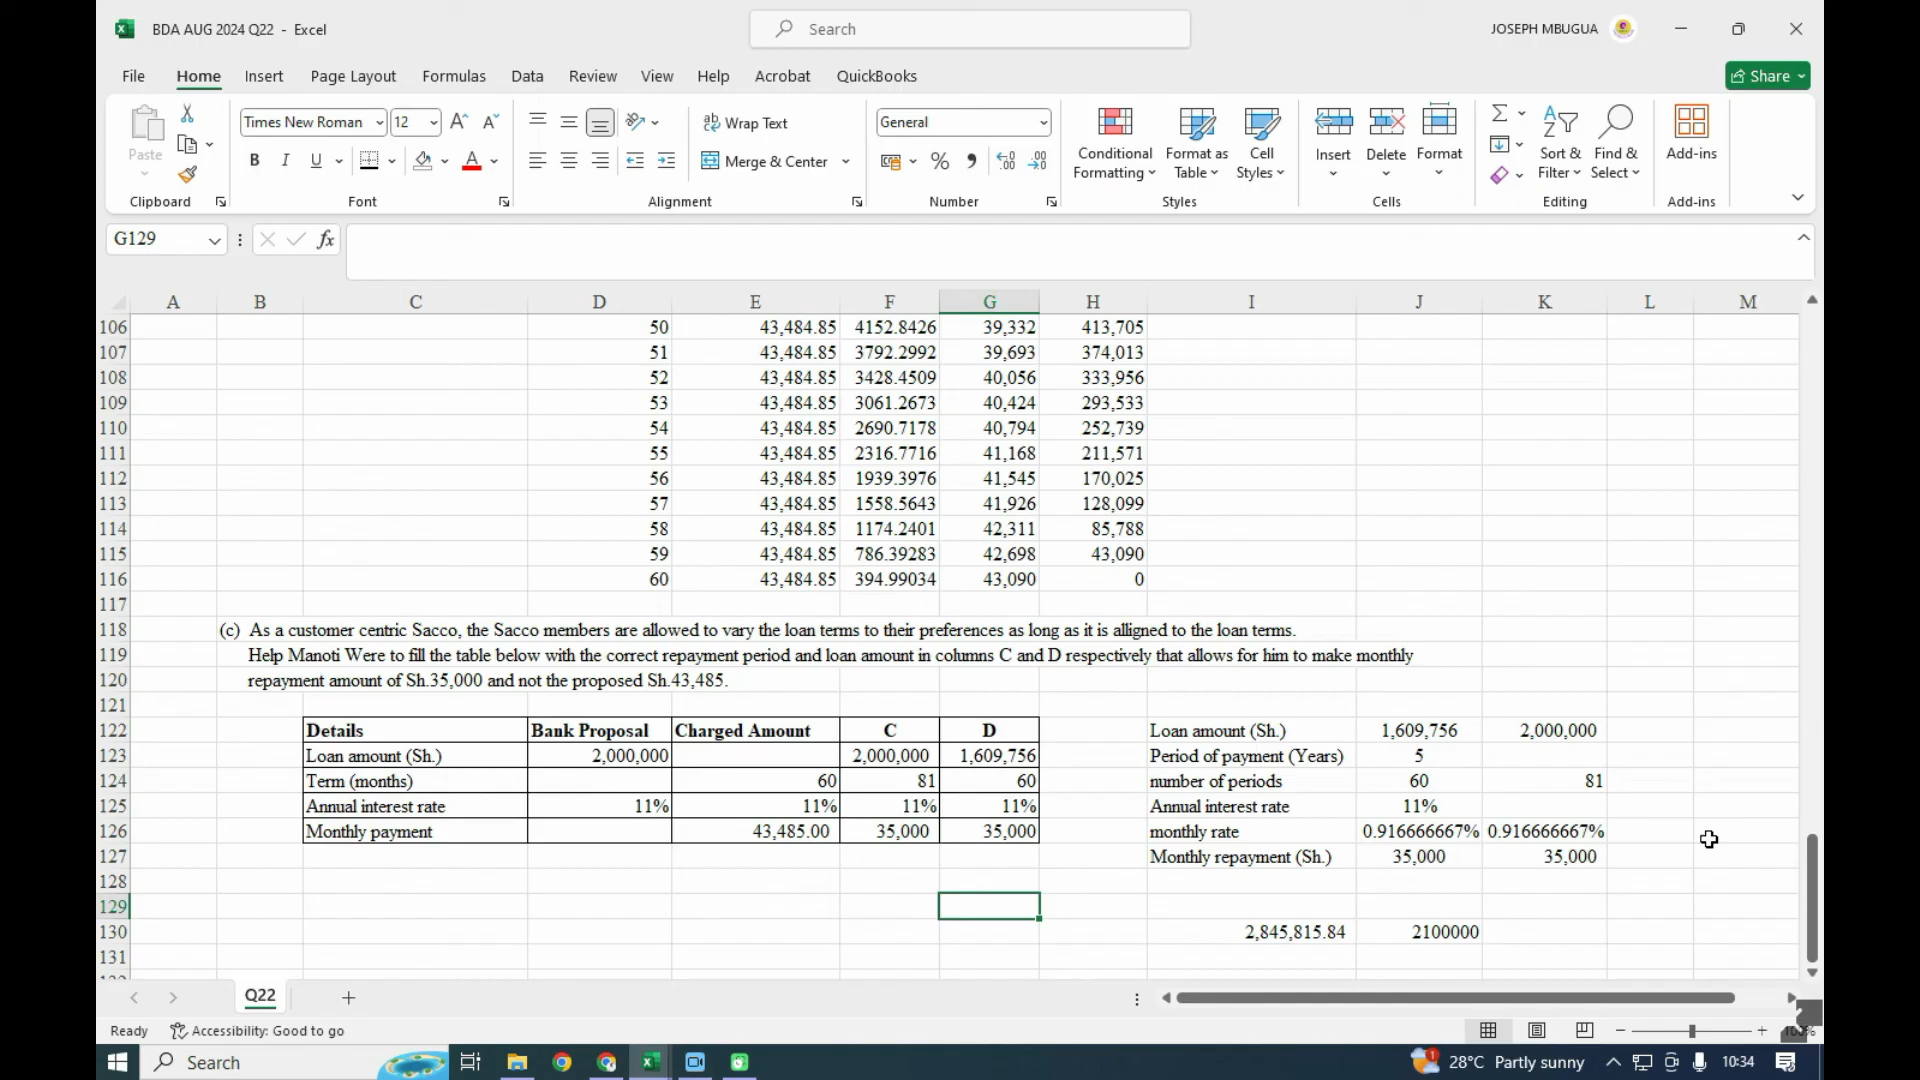 BDA AUG 2024 Q22 - Excel
Search
JOSEPH MBUGUA
File Home Insert Page Layout Formulas Data Review View Help Acrobat QuickBooks
Share
Paste
Times New Roman 12
Wrap Text
General
B I U
Merge & Center
Conditional Formatting
Format as Table
Cell Styles
Insert
Delete
Format
Sort & Filter
Find & Select
Add-ins
Clipboard Font Alignment Number Styles Cells Editing Add-ins
G129
fx
A B C D E F G H I J K L M
106 50 43,484.85 4152.8426 39,332 413,705
107 51 43,484.85 3792.2992 39,693 374,013
108 52 43,484.85 3428.4509 40,056 333,956
109 53 43,484.85 3061.2673 40,424 293,533
110 54 43,484.85 2690.7178 40,794 252,739
111 55 43,484.85 2316.7716 41,168 211,571
112 56 43,484.85 1939.3976 41,545 170,025
113 57 43,484.85 1558.5643 41,926 128,099
114 58 43,484.85 1174.2401 42,311 85,788
115 59 43,484.85 786.39283 42,698 43,090
116 60 43,484.85 394.99034 43,090 0
117
118 (c) As a customer centric Sacco, the Sacco members are allowed to vary the loan terms to their preferences as long as it is alligned to the loan terms.
119 Help Manoti Were to fill the table below with the correct repayment period and loan amount in columns C and D respectively that allows for him to make monthly
120 repayment amount of Sh.35,000 and not the proposed Sh.43,485.
121
122 Details Bank Proposal Charged Amount C D Loan amount (Sh.) 1,609,756 2,000,000
123 Loan amount (Sh.) 2,000,000 2,000,000 1,609,756 Period of payment (Years) 5
124 Term (months) 60 81 60 number of periods 60 81
125 Annual interest rate 11% 11% 11% 11% Annual interest rate 11%
126 Monthly payment 43,485.00 35,000 35,000 monthly rate 0.916666667% 0.916666667%
127 Monthly repayment (Sh.) 35,000 35,000
128
129
130 2,845,815.84 2100000
131
Q22
Ready Accessibility: Good to go
Search
28°C Partly sunny
10:34